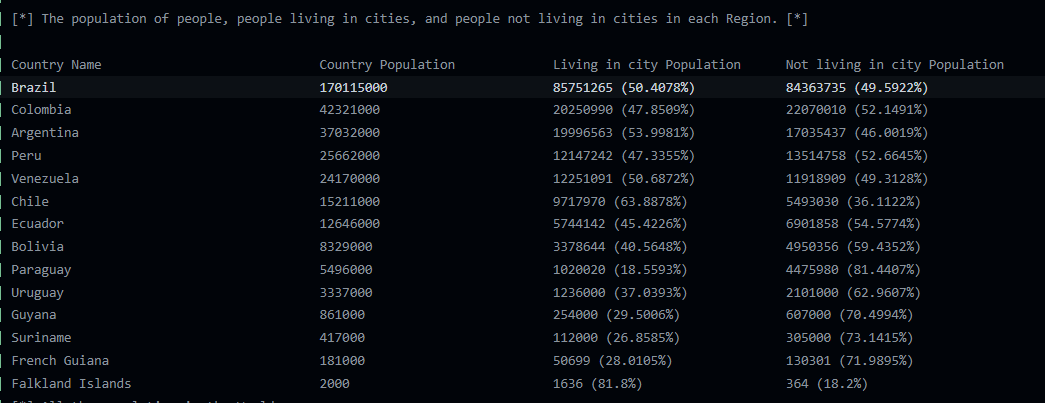 [*] The population of people, people living in cities, and people not living in cities in each Region. [*]
Country Name Country Population Living in city Population Not living in city Population
Brazil 170115000 85751265 (50.4078%) 84363735 (49.5922%)
Colombia 42321000 20250990 (47.8509%) 22070010 (52.1491%)
Argentina 37032000 19996563 (53.9981%) 17035437 (46.0019%)
Peru 25662000 12147242 (47.3355%) 13514758 (52.6645%)
Venezuela 24170000 12251091 (50.6872%) 11918909 (49.3128%)
Chile 15211000 9717970 (63.8878%) 5493030 (36.1122%)
Ecuador 12646000 5744142 (45.4226%) 6901858 (54.5774%)
Bolivia 8329000 3378644 (40.5648%) 4950356 (59.4352%)
Paraguay 5496000 1020020 (18.5593%) 4475980 (81.4407%)
Uruguay 3337000 1236000 (37.0393%) 2101000 (62.9607%)
Guyana 861000 254000 (29.5006%) 607000 (70.4994%)
Suriname 417000 112000 (26.8585%) 305000 (73.1415%)
French Guiana 181000 50699 (28.0105%) 130301 (71.9895%)
Falkland Islands 2000 1636 (81.8%) 364 (18.2%)